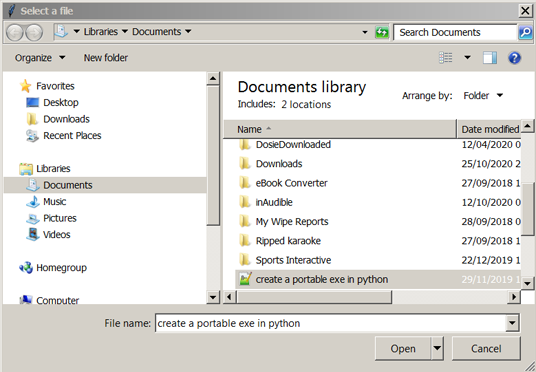 Select a file
Libraries Documents
Search Documents
Organize New folder
Favorites
Desktop
Downloads
Recent Places
Libraries
Documents
Music
Pictures
Videos
Homegroup
Computer
Documents library
Includes: 2 locations
Arrange by: Folder
Name Date modified
DosieDownloaded 12/04/2020 0
Downloads 25/10/2020 2
eBook Converter 27/09/2018 1
inAudible 12/10/2020 0
My Wipe Reports 28/09/2018 0
Ripped karaoke 27/09/2018 1
Sports Interactive 22/12/2019 1
create a portable exe in python 29/11/2019 1
File name: create a portable exe in python
Open Cancel